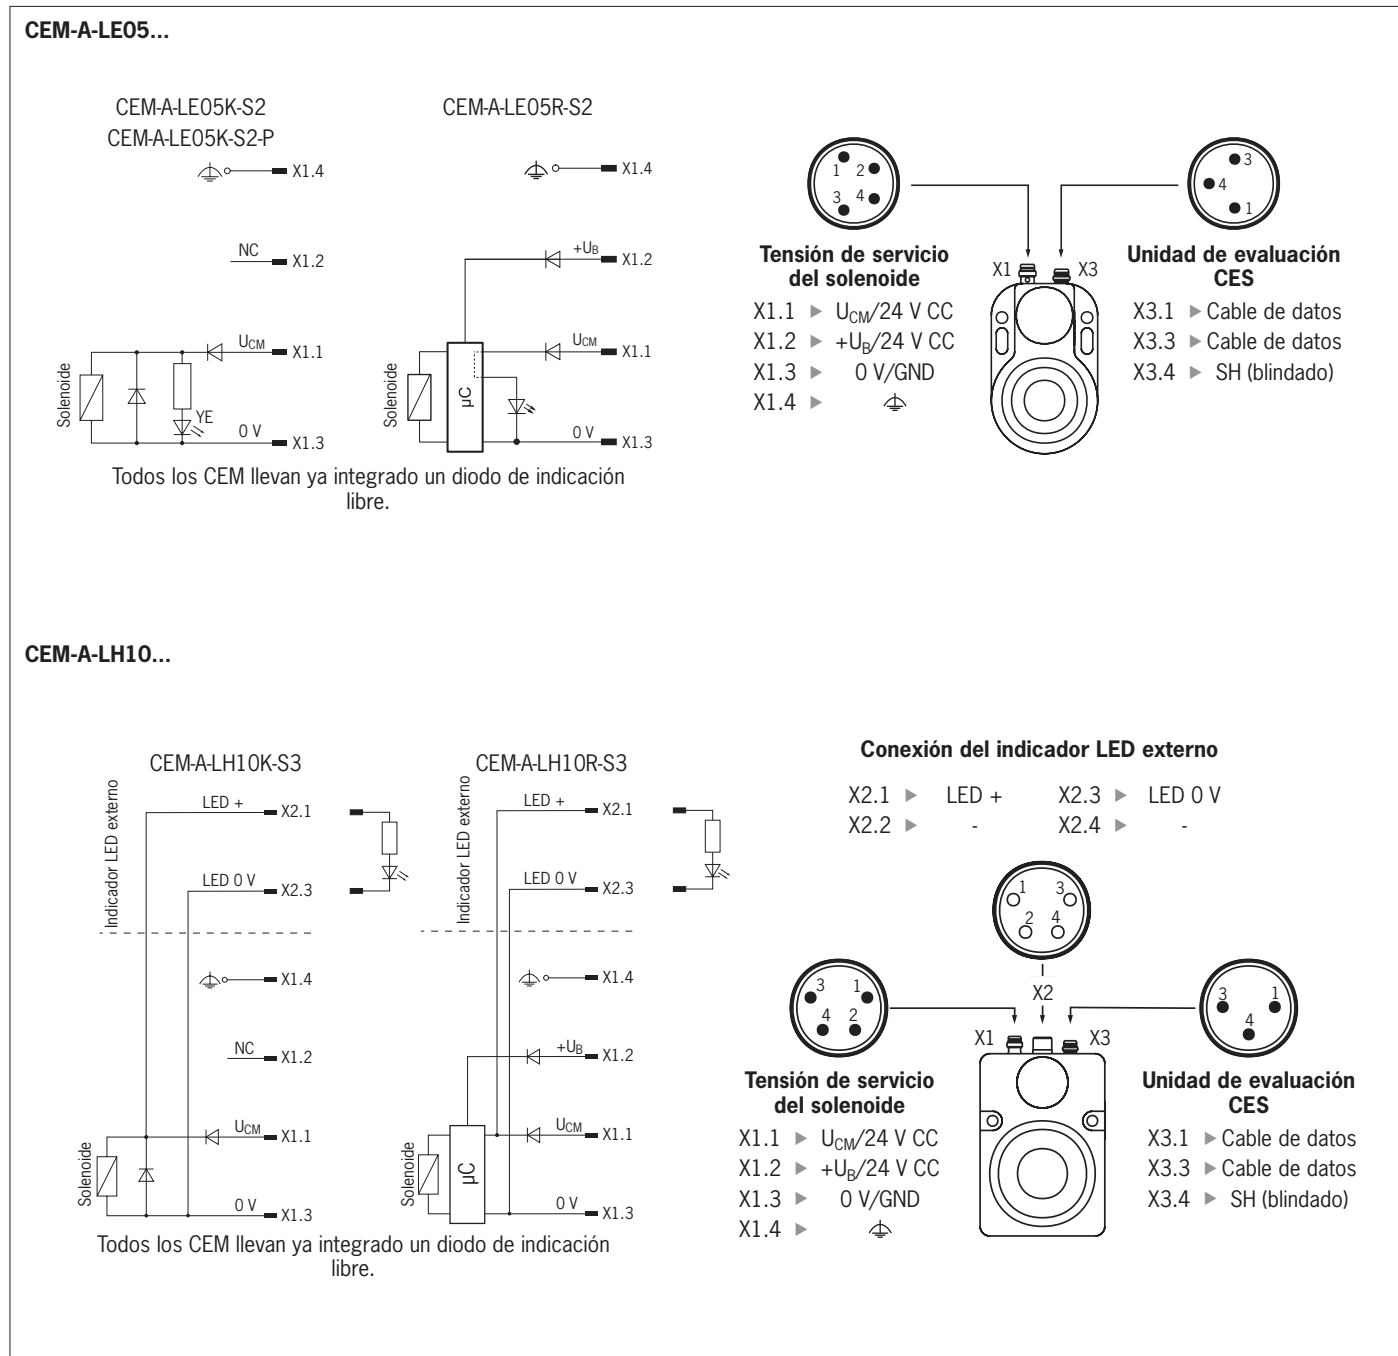 CEM-A-LE05...
CEM-A-LE05K-S2
CEM-A-LE05K-S2-P
X1.4
NC
X1.2
UCM
X1.1
Solenoide
YE
0 V
X1.3
CEM-A-LE05R-S2
X1.4
+UB
X1.2
UCM
X1.1
Solenoide
µC
0 V
X1.3
Todos los CEM llevan ya integrado un diodo de indicación
libre.
1 2
3 4
Tensión de servicio
del solenoide
X1.1 ▶ UCM/24 V CC
X1.2 ▶ +UB/24 V CC
X1.3 ▶ 0 V/GND
X1.4 ▶
X1
X3
3
4
1
Unidad de evaluación
CES
X3.1 ▶ Cable de datos
X3.3 ▶ Cable de datos
X3.4 ▶ SH (blindado)
CEM-A-LH10...
CEM-A-LH10K-S3
Indicador LED externo
LED +
X2.1
LED 0 V
X2.3
X1.4
NC
X1.2
UCM
X1.1
Solenoide
0 V
X1.3
CEM-A-LH10R-S3
Indicador LED externo
LED +
X2.1
LED 0 V
X2.3
X1.4
+UB
X1.2
UCM
X1.1
Solenoide
µC
0 V
X1.3
Todos los CEM llevan ya integrado un diodo de indicación
libre.
Conexión del indicador LED externo
X2.1 ▶ LED + X2.3 ▶ LED 0 V
X2.2 ▶ - X2.4 ▶ -
1 3
2 4
X2
3 1
4 2
Tensión de servicio
del solenoide
X1.1 ▶ UCM/24 V CC
X1.2 ▶ +UB/24 V CC
X1.3 ▶ 0 V/GND
X1.4 ▶
X1
X3
3 1
4
Unidad de evaluación
CES
X3.1 ▶ Cable de datos
X3.3 ▶ Cable de datos
X3.4 ▶ SH (blindado)